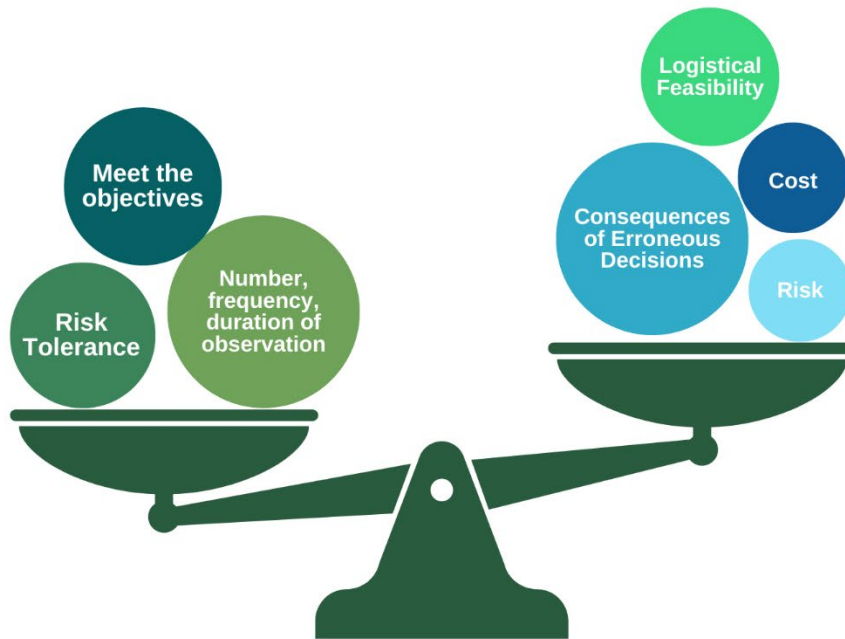 Meet the
objectives
Risk
Tolerance
Number,
frequency,
duration of
observation
Logistical
Feasibility
Cost
Consequences
of Erroneous
Decisions
Risk